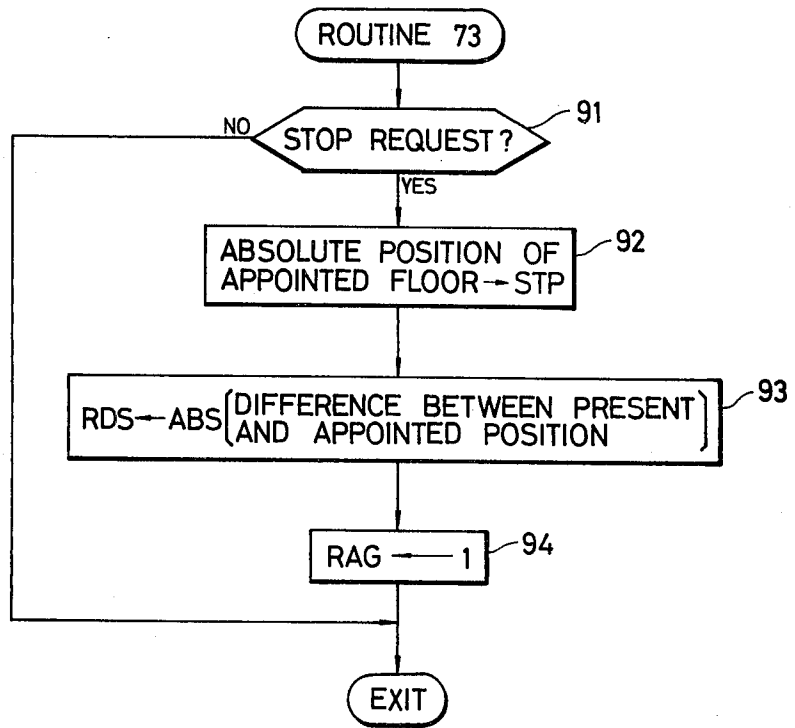 ROUTINE 73
91
STOP REQUEST?
NO
YES
92
ABSOLUTE POSITION OF
APPOINTED FLOOR → STP
93
RDS ← ABS(DIFFERENCE BETWEEN PRESENT
AND APPOINTED POSITION)
94
RAG ← 1
EXIT